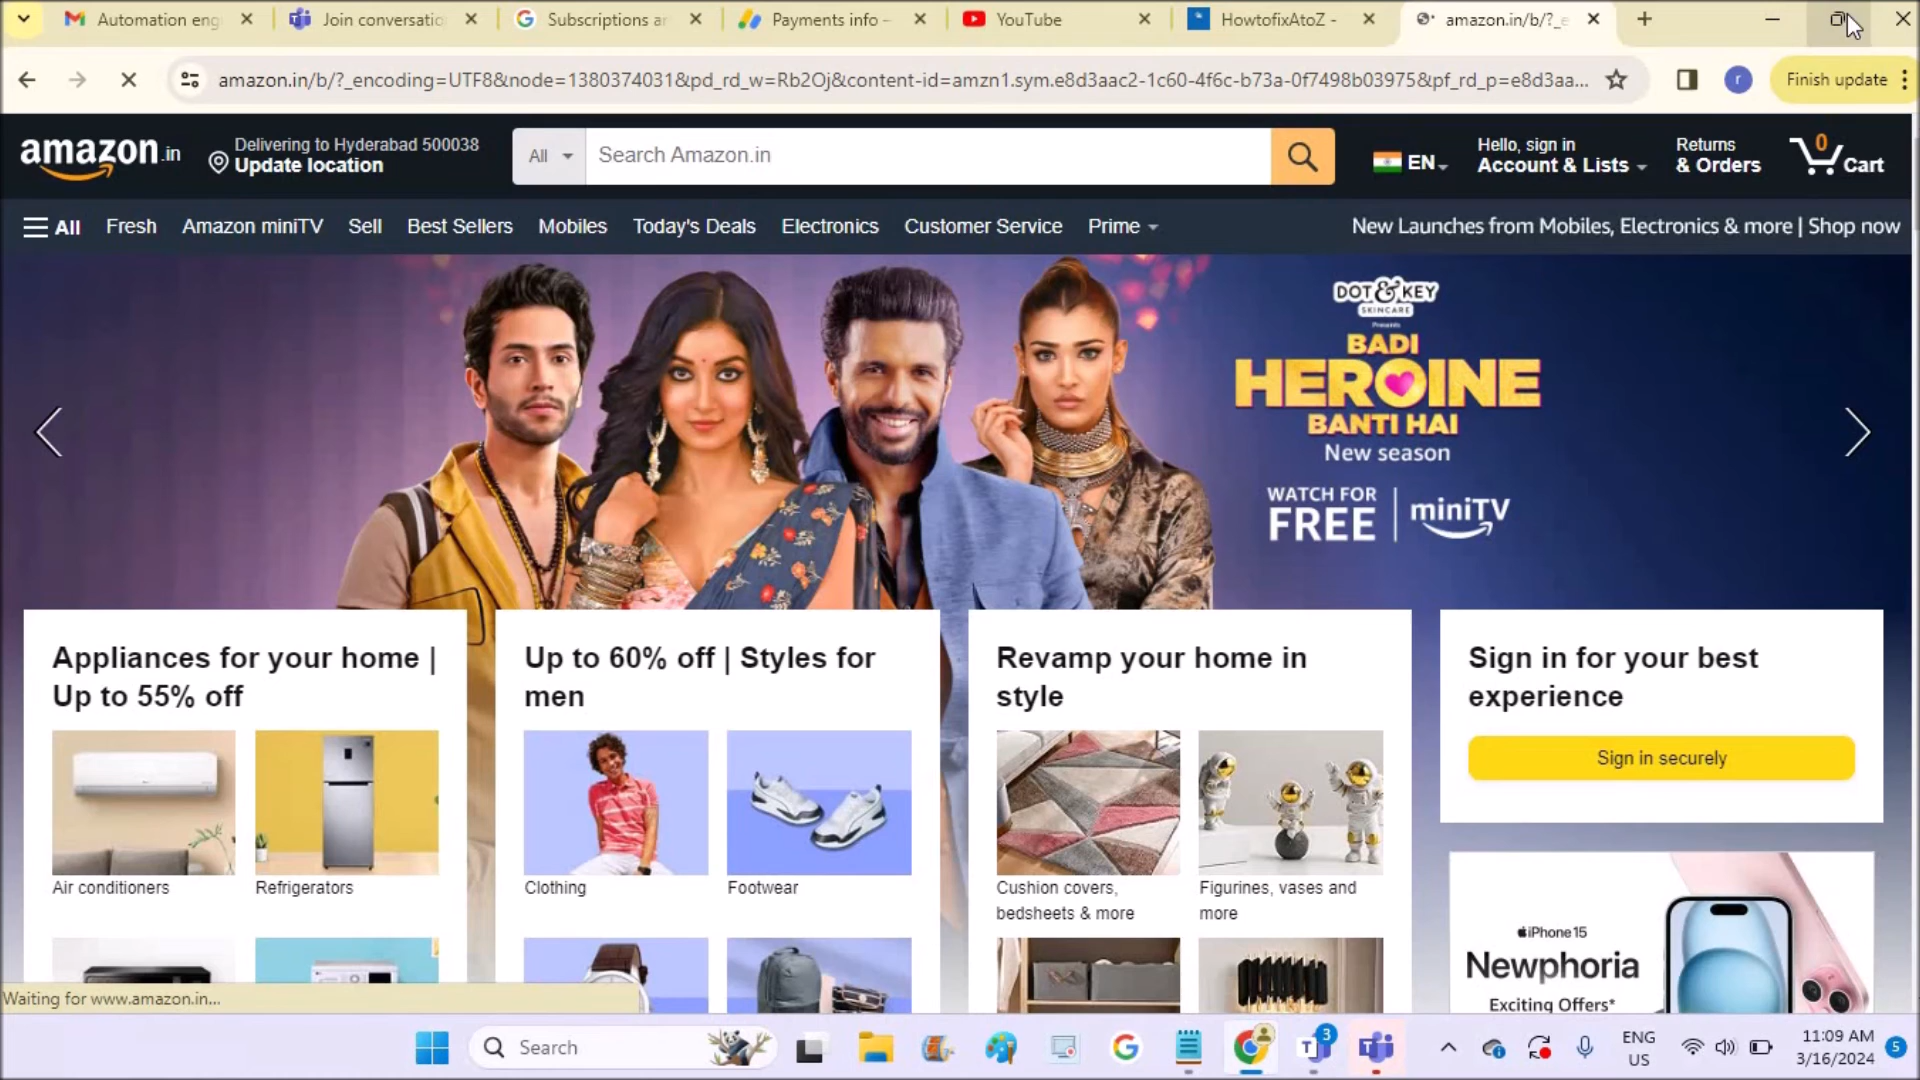 Automation eng
Join conversatio
Subscriptions ar
Payments info –
YouTube
HowtofixAtoZ -
amazon.in/b/?_e
amazon.in/b/?_encoding=UTF8&node=1380374031&pd_rd_w=Rb2Oj&content-id=amzn1.sym.e8d3aac2-1c60-4f6c-b73a-0f7498b03975&pf_rd_p=e8d3aa...
r
Finish update
amazon.in
Delivering to Hyderabad 500038
Update location
All
Search Amazon.in
EN
Hello, sign in
Account & Lists
Returns
& Orders
0
Cart
All
Fresh
Amazon miniTV
Sell
Best Sellers
Mobiles
Today's Deals
Electronics
Customer Service
Prime
New Launches from Mobiles, Electronics & more | Shop now
DOT & KEY
SKINCARE
Presents
BADI
HEROINE
BANTI HAI
New season
WATCH FOR
FREE
miniTV
Appliances for your home |
Up to 55% off
Air conditioners
Refrigerators
Up to 60% off | Styles for
men
Clothing
Footwear
Revamp your home in
style
Cushion covers,
bedsheets & more
Figurines, vases and
more
Sign in for your best
experience
Sign in securely
iPhone 15
Newphoria
Exciting Offers*
Waiting for www.amazon.in...
Search
3
ENG
US
11:09 AM
3/16/2024
5